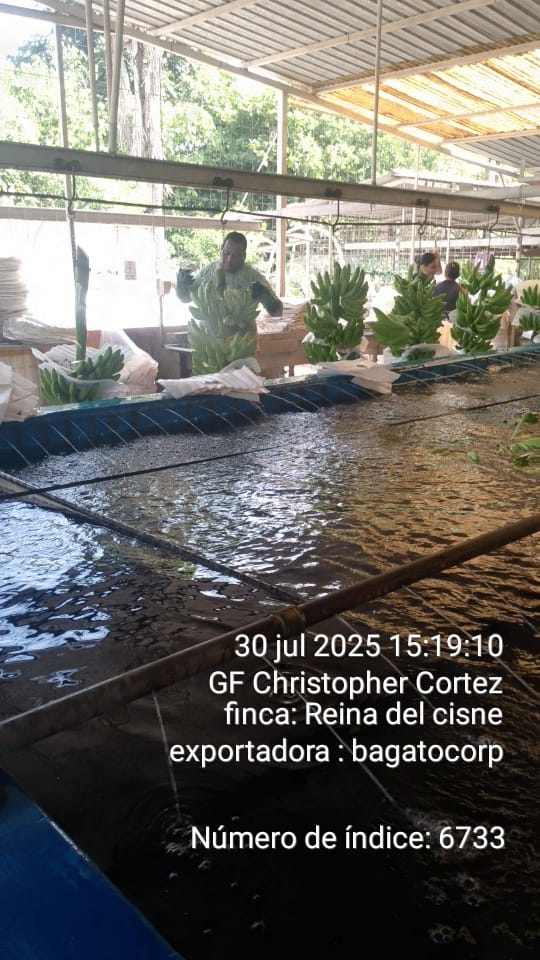 30 jul 2025 15:19:10
GF Christopher Cortez
finca: Reina del cisne
exportadora : bagatocorp
Número de índice: 6733